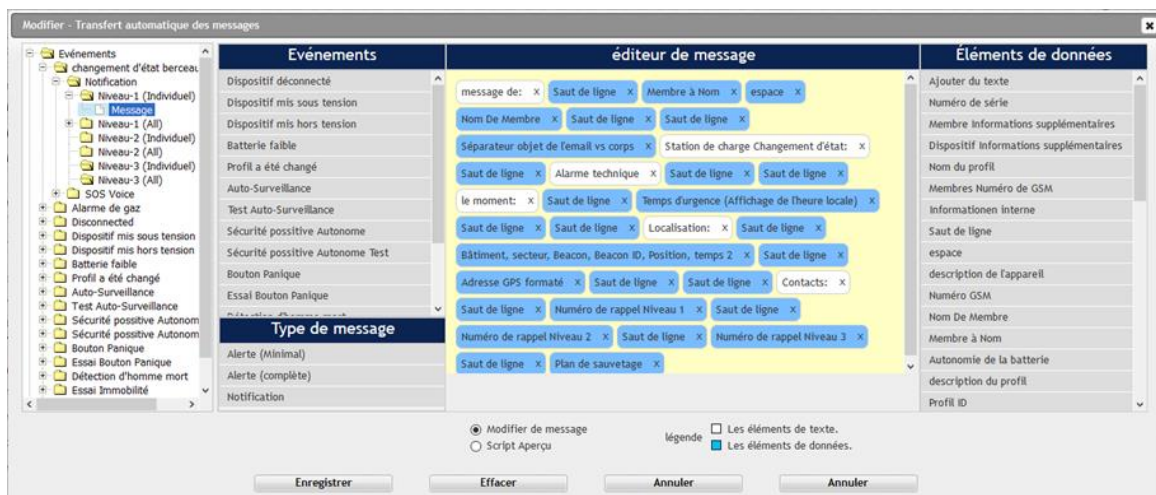 Modifier - Transfert automatique des messages
x
Evénements
changement d'état berceau
Notification
Niveau-1 (Individuel)
Message
Niveau-1 (All)
Niveau-2 (Individuel)
Niveau-2 (All)
Niveau-3 (Individuel)
Niveau-3 (All)
SOS Voice
Alarme de gaz
Disconnected
Dispositif mis sous tension
Dispositif mis hors tension
Batterie faible
Profil a été changé
Auto-Surveillance
Test Auto-Surveillance
Sécurité possitive Autonom
Sécurité possitive Autonom
Bouton Panique
Essai Bouton Panique
Détection d'homme mort
Essai Immobilité
Evénements
Dispositif déconnecté
Dispositif mis sous tension
Dispositif mis hors tension
Batterie faible
Profil a été changé
Auto-Surveillance
Test Auto-Surveillance
Sécurité possitive Autonome
Sécurité possitive Autonome Test
Bouton Panique
Essai Bouton Panique
Détection d'homme mort
Type de message
Alerte (Minimal)
Alerte (complète)
Notification
éditeur de message
message de: x Saut de ligne x Membre à Nom x espace x
Nom De Membre x Saut de ligne x Saut de ligne x
Séparateur objet de l'email vs corps x Station de charge Changement d'état: x
Saut de ligne x Alarme technique x Saut de ligne x Saut de ligne x
le moment: x Saut de ligne x Temps d'urgence (Affichage de l'heure locale) x
Saut de ligne x Saut de ligne x Localisation: x Saut de ligne x
Bâtiment, secteur, Beacon, Beacon ID, Position, temps 2 x Saut de ligne x
Adresse GPS formaté x Saut de ligne x Saut de ligne x Contacts: x
Saut de ligne x Numéro de rappel Niveau 1 x Saut de ligne x
Numéro de rappel Niveau 2 x Saut de ligne x Numéro de rappel Niveau 3 x
Saut de ligne x Plan de sauvetage x
Éléments de données
Ajouter du texte
Numéro de série
Membre Informations supplémentaires
Dispositif Informations supplémentaires
Nom du profil
Membres Numéro de GSM
Informationen interne
Saut de ligne
espace
description de l'appareil
Numéro GSM
Nom De Membre
Membre à Nom
Autonomie de la batterie
description du profil
Profil ID
Modifier de message
Script Aperçu
légende
Les éléments de texte.
Les éléments de données.
Enregistrer Effacer Annuler Annuler